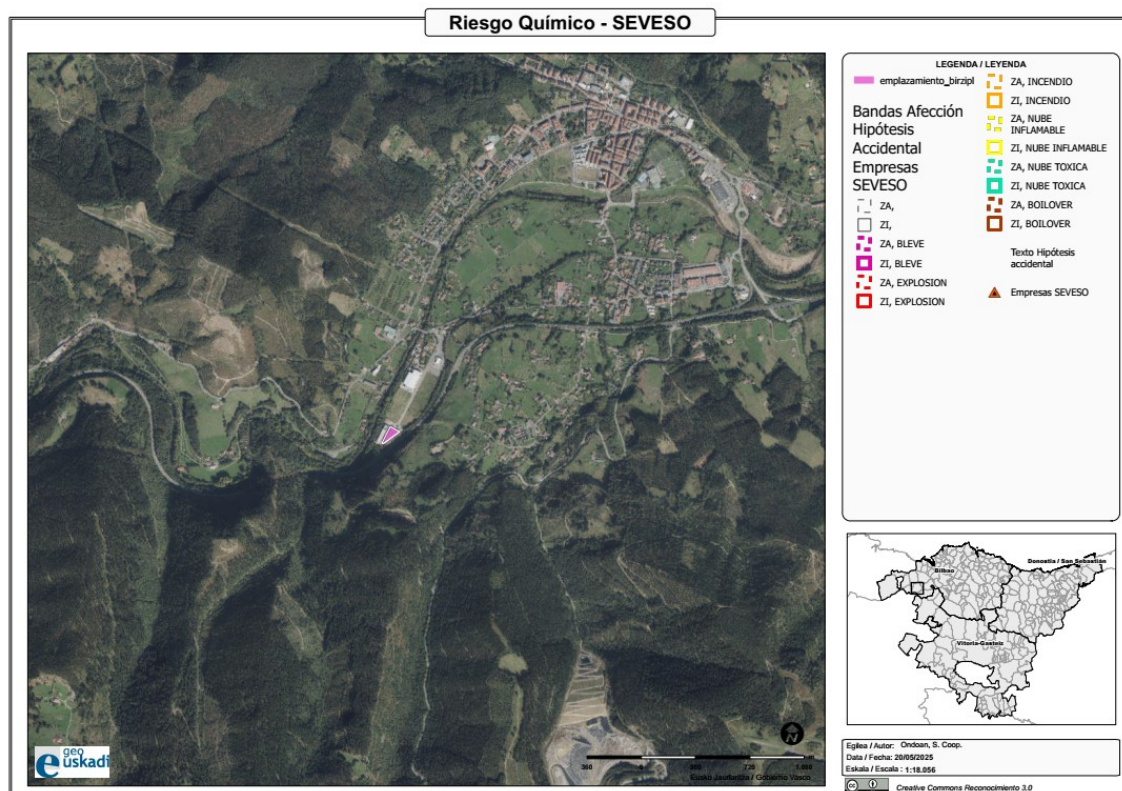 Riesgo Químico - SEVESO
LEGENDA / LEYENDA
emplazamiento_birzipl
Bandas Afección
Hipótesis
Accidental
Empresas
SEVESO
ZA,
ZI,
ZA, BLEVE
ZI, BLEVE
ZA, EXPLOSION
ZI, EXPLOSION
ZA, INCENDIO
ZI, INCENDIO
ZA, NUBE
INFLAMABLE
ZI, NUBE INFLAMABLE
ZA, NUBE TOXICA
ZI, NUBE TOXICA
ZA, BOILOVER
ZI, BOILOVER
Texto Hipótesis
accidental
Empresas SEVESO
Donostia / San Sebastián
Bilbao
Vitoria-Gasteiz
N
360 0 720
Eusko Jaurlaritza / Gobierno Vasco
geo
euskadi
Egilea / Autor: Ondoan, S. Coop.
Data / Fecha: 20/05/2025
Eskala / Escala : 1:18.056
cc
Creative Commons Reconocimiento 3.0